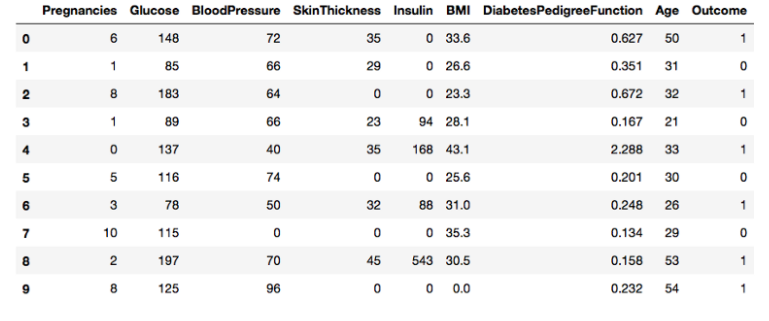 Pregnancies Glucose BloodPressure SkinThickness Insulin BMI DiabetesPedigreeFunction Age Outcome
0 6 148 72 35 0 33.6 0.627 50 1
1 1 85 66 29 0 26.6 0.351 31 0
2 8 183 64 0 0 23.3 0.672 32 1
3 1 89 66 23 94 28.1 0.167 21 0
4 0 137 40 35 168 43.1 2.288 33 1
5 5 116 74 0 0 25.6 0.201 30 0
6 3 78 50 32 88 31.0 0.248 26 1
7 10 115 0 0 0 35.3 0.134 29 0
8 2 197 70 45 543 30.5 0.158 53 1
9 8 125 96 0 0 0.0 0.232 54 1